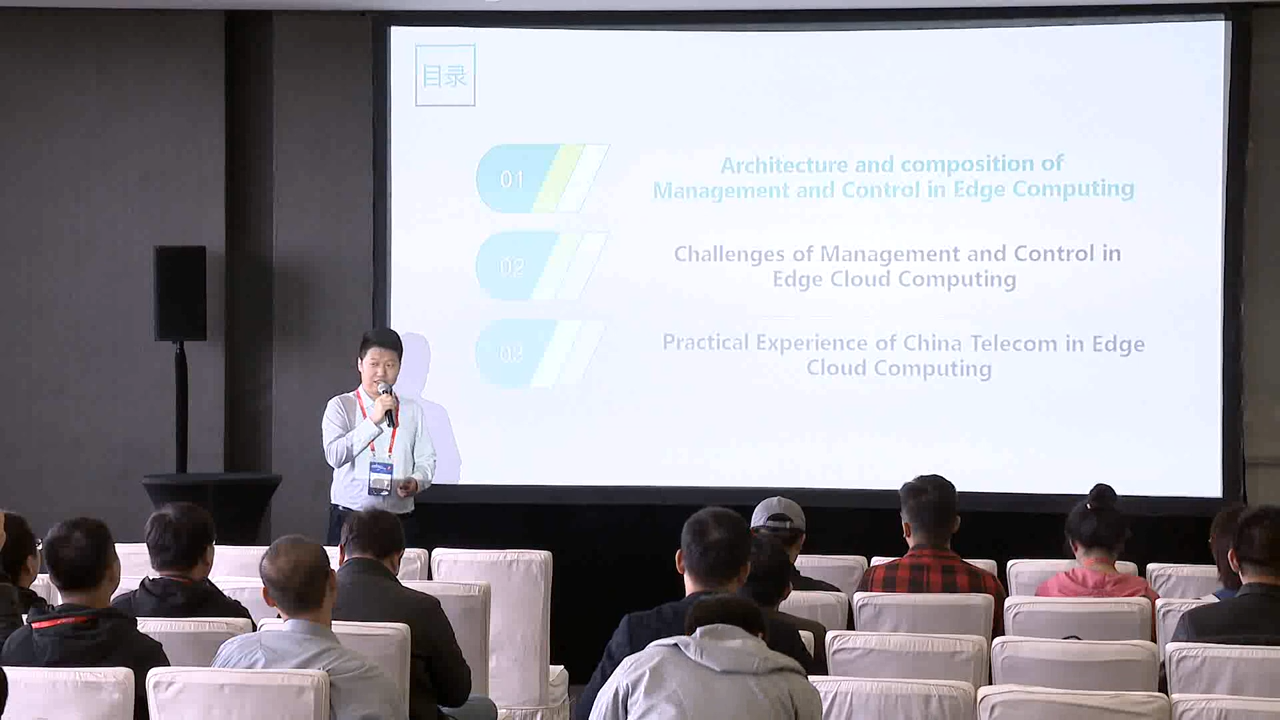 目录
01
Architecture and composition of
Management and Control in Edge Computing
02
Challenges of Management and Control in
Edge Cloud Computing
03
Practical Experience of China Telecom in Edge
Cloud Computing